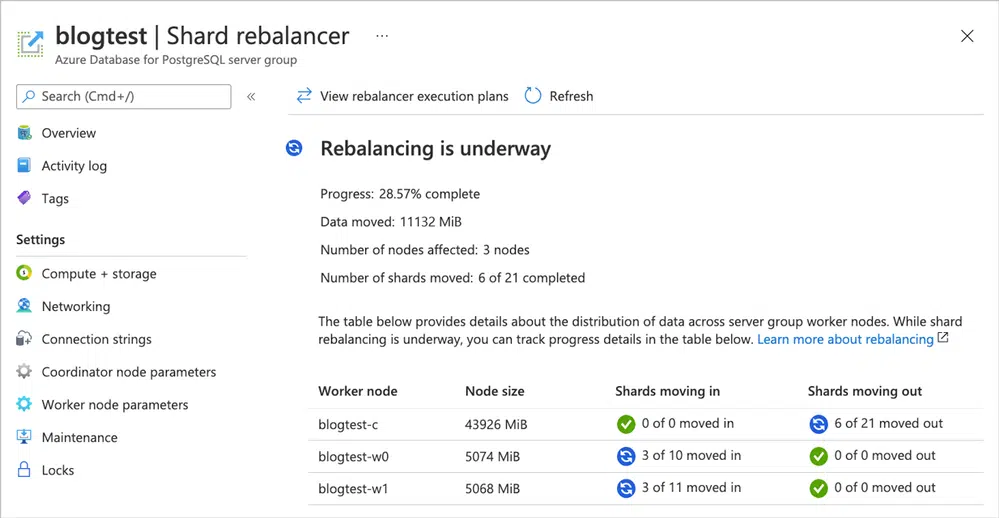 blogtest | Shard rebalancer ...
Azure Database for PostgreSQL server group
Search (Cmd+/)
«
View rebalancer execution plans
Refresh
Overview
Activity log
Tags
Settings
Compute + storage
Networking
Connection strings
Coordinator node parameters
Worker node parameters
Maintenance
Locks
Rebalancing is underway
Progress: 28.57% complete
Data moved: 11132 MiB
Number of nodes affected: 3 nodes
Number of shards moved: 6 of 21 completed
The table below provides details about the distribution of data across server group worker nodes. While shard
rebalancing is underway, you can track progress details in the table below. Learn more about rebalancing
Worker node Node size Shards moving in Shards moving out
blogtest-c 43926 MiB 0 of 0 moved in 6 of 21 moved out
blogtest-w0 5074 MiB 3 of 10 moved in 0 of 0 moved out
blogtest-w1 5068 MiB 3 of 11 moved in 0 of 0 moved out